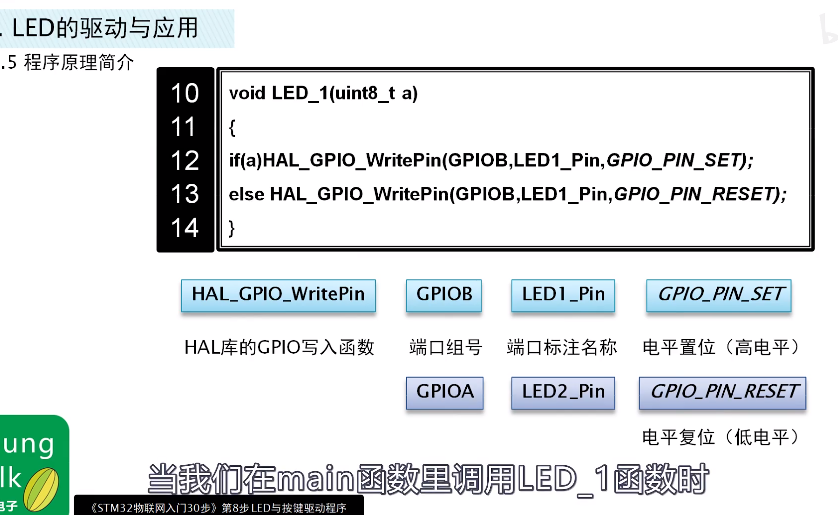 . LED的驱动与应用
.5 程序原理简介
10 void LED_1(uint8_t a)
11 {
12 if(a)HAL_GPIO_WritePin(GPIOB,LED1_Pin,GPIO_PIN_SET);
13 else HAL_GPIO_WritePin(GPIOB,LED1_Pin,GPIO_PIN_RESET);
14 }
HAL_GPIO_WritePin GPIOB LED1_Pin GPIO_PIN_SET
HAL库的GPIO写入函数 端口组号 端口标注名称 电平置位（高电平）
GPIOA LED2_Pin GPIO_PIN_RESET
电平复位（低电平）
ung
lk
电子
当我们在main函数里调用LED_1函数时
《STM32物联网入门30步》第8步 LED与按键驱动程序